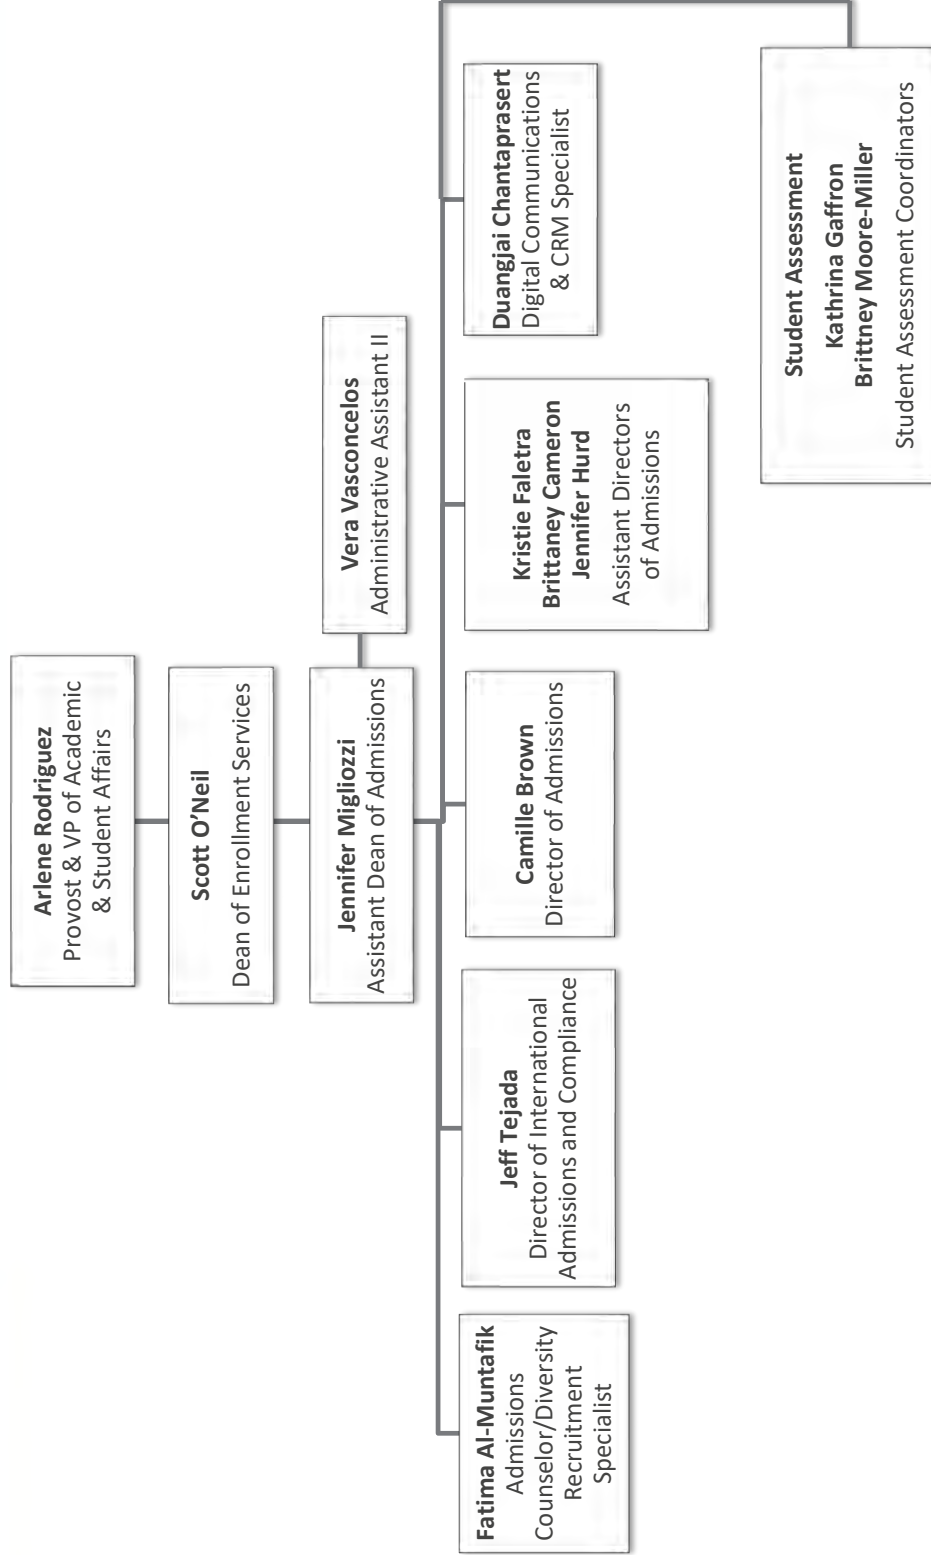 Arlene Rodriguez
Provost & VP of Academic
& Student Affairs
Scott O’Neil
Dean of Enrollment Services
Jennifer Migliozzi
Assistant Dean of Admissions
Vera Vasconcelos
Administrative Assistant II
Fatima Al-Muntafik
Admissions
Counselor/Diversity
Recruitment
Specialist
Jeff Tejada
Director of International
Admissions and Compliance
Camille Brown
Director of Admissions
Kristie Faletra
Brittaney Cameron
Jennifer Hurd
Assistant Directors
of Admissions
Duangjai Chantaprasert
Digital Communications
& CRM Specialist
Student Assessment
Kathrina Gaffron
Brittney Moore-Miller
Student Assessment Coordinators